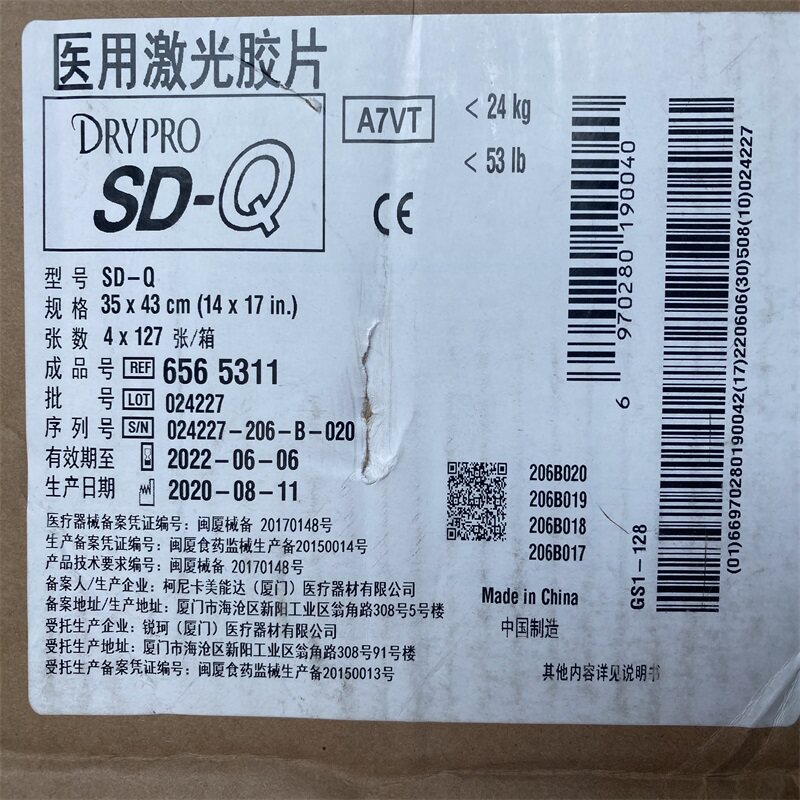 医用激光胶片
DRYPRO
SD-Q
A7VT
< 24 kg
< 53 lb
CE
型号 SD-Q
规格 35 x 43 cm (14 x 17 in.)
张数 4 x 127 张/箱
成品号 REF 656 5311
批号 LOT 024227
序列号 S/N 024227-206-B-020
有效期至 2022-06-06
生产日期 2020-08-11
医疗器械备案凭证编号：闽厦械备 20170148号
生产备案凭证编号：闽厦食药监械生产备20150014号
产品技术要求编号：闽厦械备 20170148号
备案人/生产企业：柯尼卡美能达（厦门）医疗器材有限公司
备案地址/生产地址：厦门市海沧区新阳工业区翁角路308号5号楼
受托生产企业：锐珂（厦门）医疗器材有限公司
受托生产地址：厦门市海沧区新阳工业区翁角路308号91号楼
受托生产备案凭证编号：闽厦食药监械生产备20150013号
206B020
206B019
206B018
206B017
Made in China
中国制造
其他内容详见说明书
6 970280 190040
GS1-128
(01)66970280190042(17)220606(30)508(10)024227